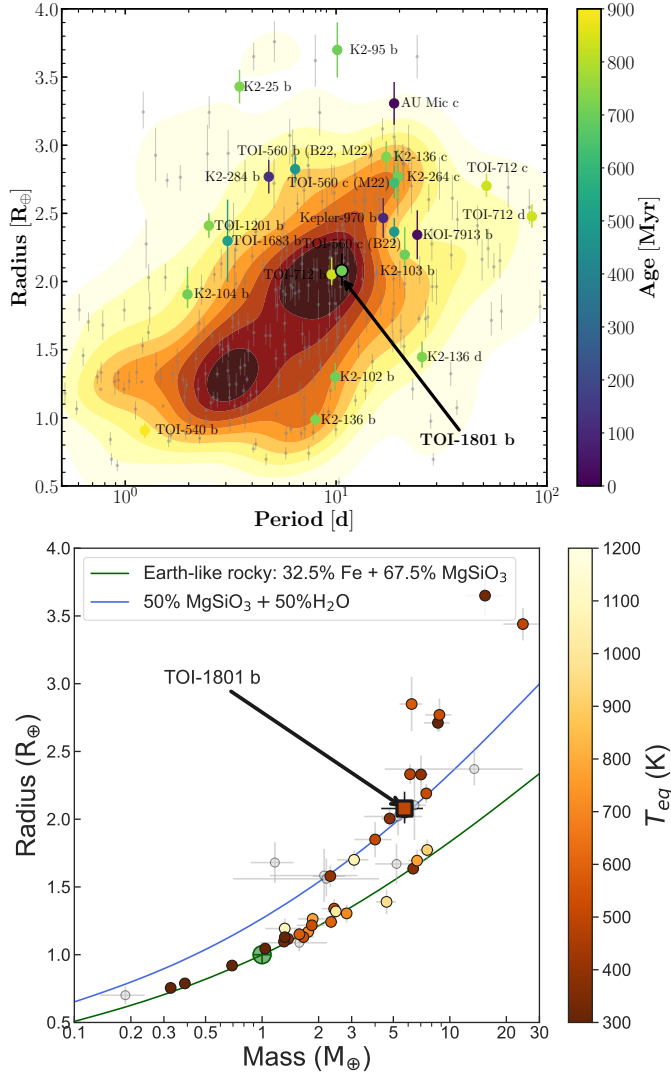 4.0
3.5
3.0
2.5
2.0
1.5
1.0
0.5
Radius [R⊕]
K2-95 b
K2-25 b
AU Mic c
TOI-560 b (B22, M22)
K2-136 c
TOI-712 c
K2-284 b
K2-264 c
TOI-560 c (M22)
Kepler-970 b
TOI-712 d
TOI-1201 b
KOI-7913 b
TOI-1683 b
TOI-560 c (B22)
TOI-712 b
K2-103 b
K2-104 b
K2-136 d
K2-102 b
K2-136 b
TOI-540 b
TOI-1801 b
10⁰
10¹
10²
Period [d]
900
800
700
600
500
400
300
200
100
0
Age [Myr]
4.0
3.5
3.0
2.5
2.0
1.5
1.0
0.5
Radius (R⊕)
Earth-like rocky: 32.5% Fe + 67.5% MgSiO₃
50% MgSiO₃ + 50%H₂O
TOI-1801 b
0.1
0.3
0.5
1
2
3
5
10
20
30
Mass (M⊕)
1200
1100
1000
900
800
700
600
500
400
300
T_eq (K)